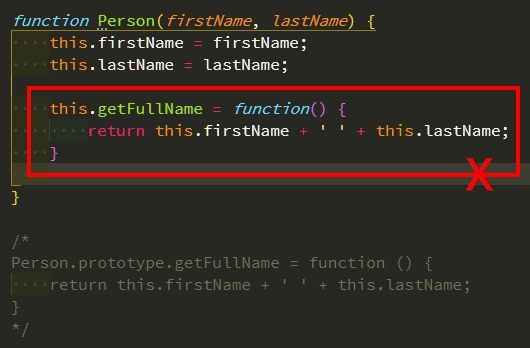 function Person(firstName, lastName) {
    this.firstName = firstName;
    this.lastName = lastName;
    this.getFullName = function() {
        return this.firstName + ' ' + this.lastName;
    }
X
}
/*
Person.prototype.getFullName = function () {
    return this.firstName + ' ' + this.lastName;
}
*/